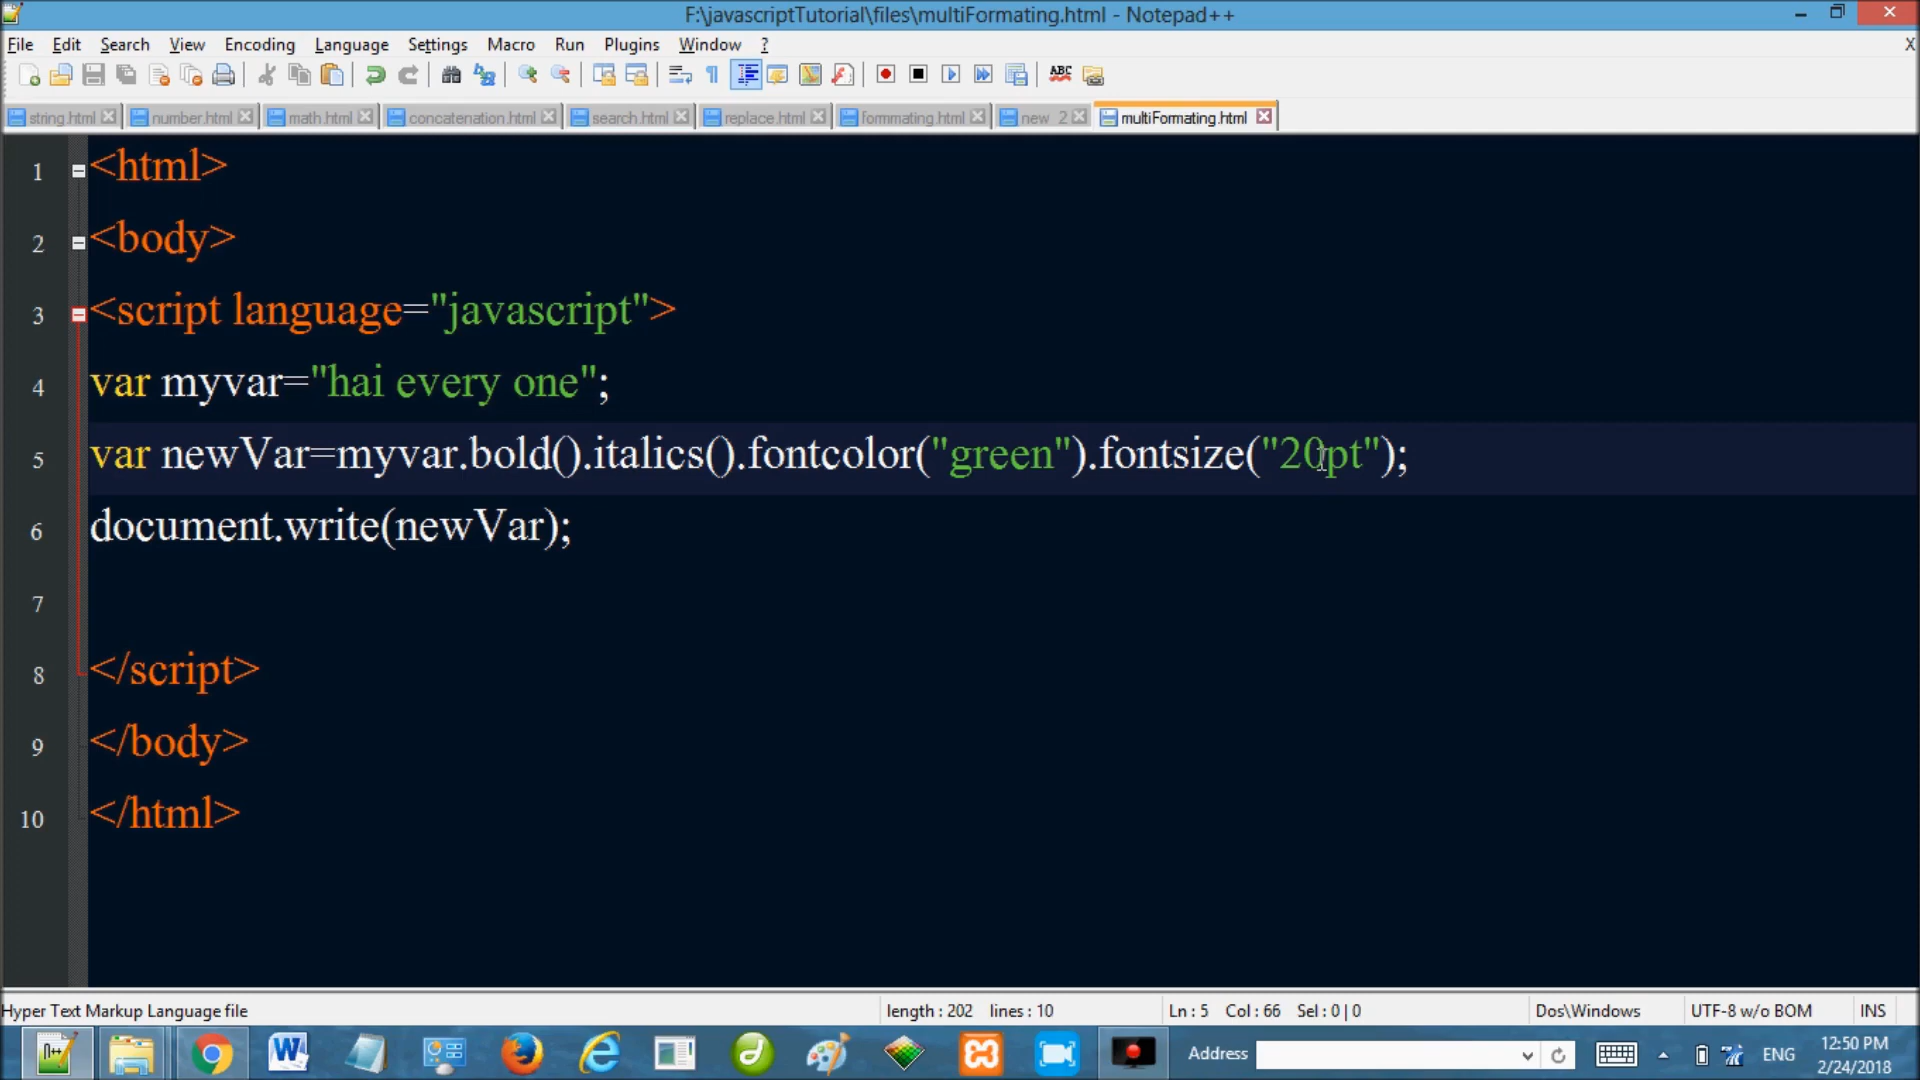 F:\javascriptTutorial\files\multiFormating.html - Notepad++
File Edit Search View Encoding Language Settings Macro Run Plugins Window ? X
ABC
string.html number.html math.html concatenation.html search.html replace.html formmating.html new 2 multiFormating.html
1 <html>
2 <body>
3 <script language="javascript">
4 var myvar="hai every one";
5 var newVar=myvar.bold().italics().fontcolor("green").fontsize("20pt");
6 document.write(newVar);
7
8 </script>
9 </body>
10 </html>
Hyper Text Markup Language file length : 202 lines : 10 Ln : 5 Col : 66 Sel : 0 | 0 Dos\Windows UTF-8 w/o BOM INS
Address ENG 12:50 PM
2/24/2018